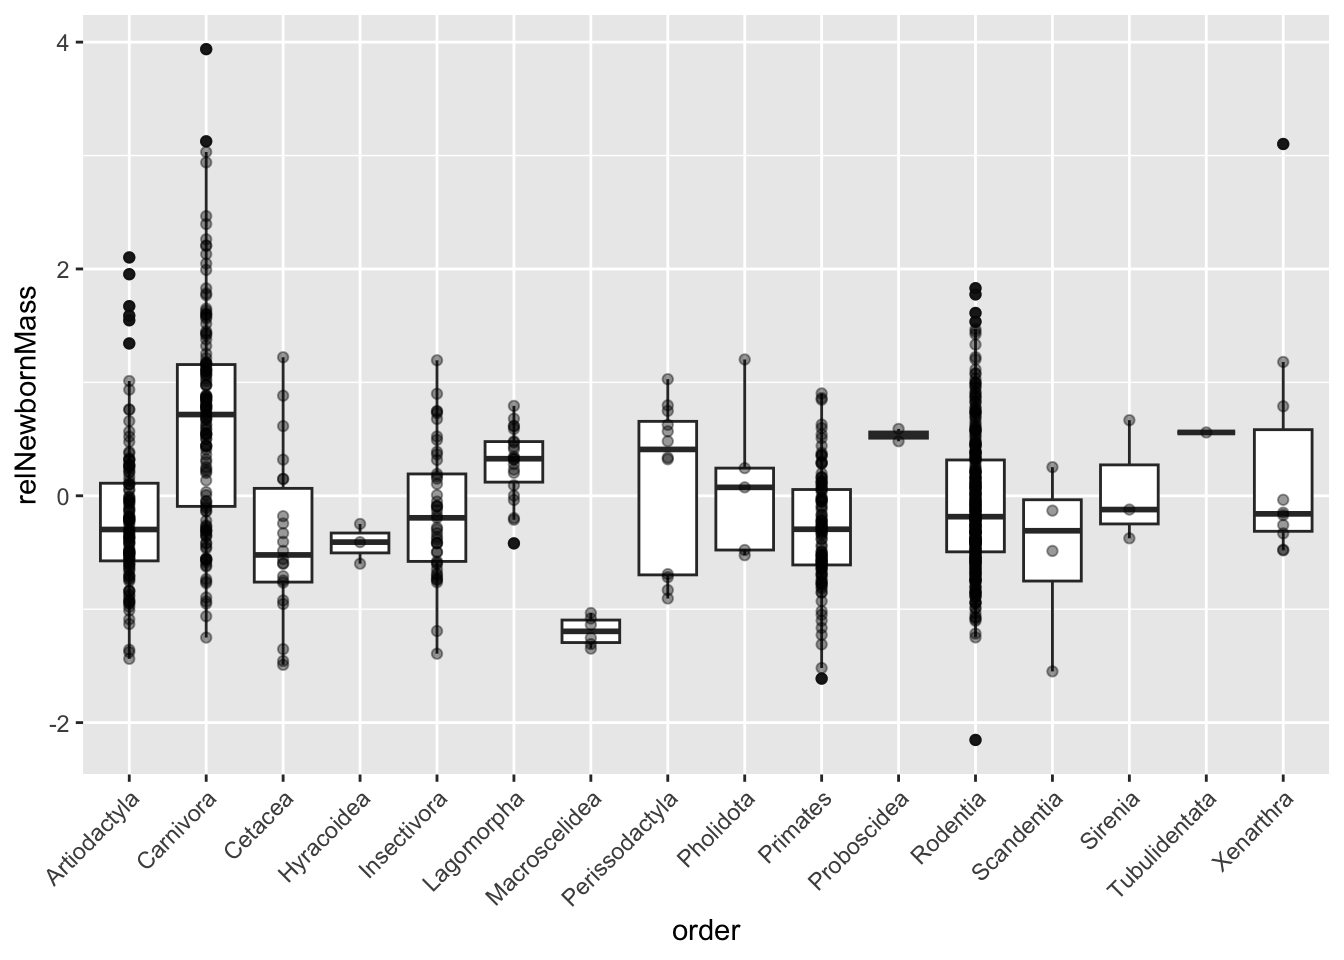 relNewbornMass
4
2
0
-2
Artiodactyla
Carnivora
Cetacea
Hyracoidea
Insectivora
Lagomorpha
Macroscelidea
Perissodactyla
Pholidota
Primates
Proboscidea
Rodentia
Scandentia
Sirenia
Tubulidentata
Xenarthra
order